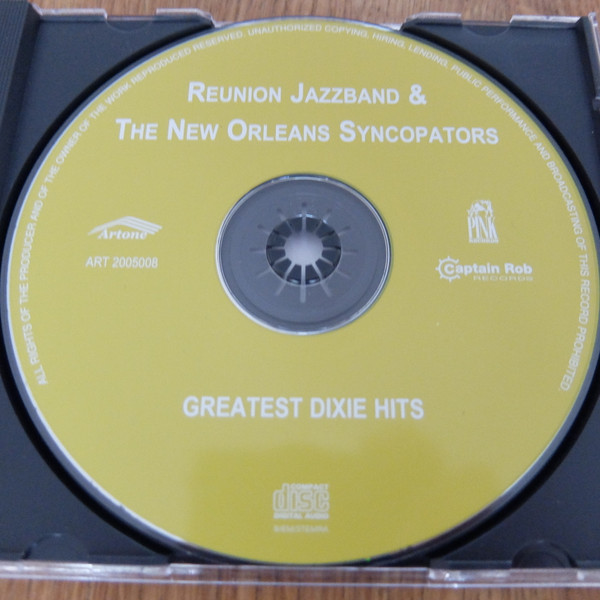 ALL RIGHTS OF THE PRODUCER AND OF THE OWNER OF THE WORK REPRODUCED RESERVED. UNAUTHORIZED COPYING, HIRING, LENDING, PUBLIC PERFORMANCE AND BROADCASTING OF THIS RECORD PROHIBITED.
REUNION JAZZBAND &
THE NEW ORLEANS SYNCOPATORS
Artone
ART 2005008
PINK
Captain Rob
RECORDS
GREATEST DIXIE HITS
COMPACT
disc
DIGITAL AUDIO